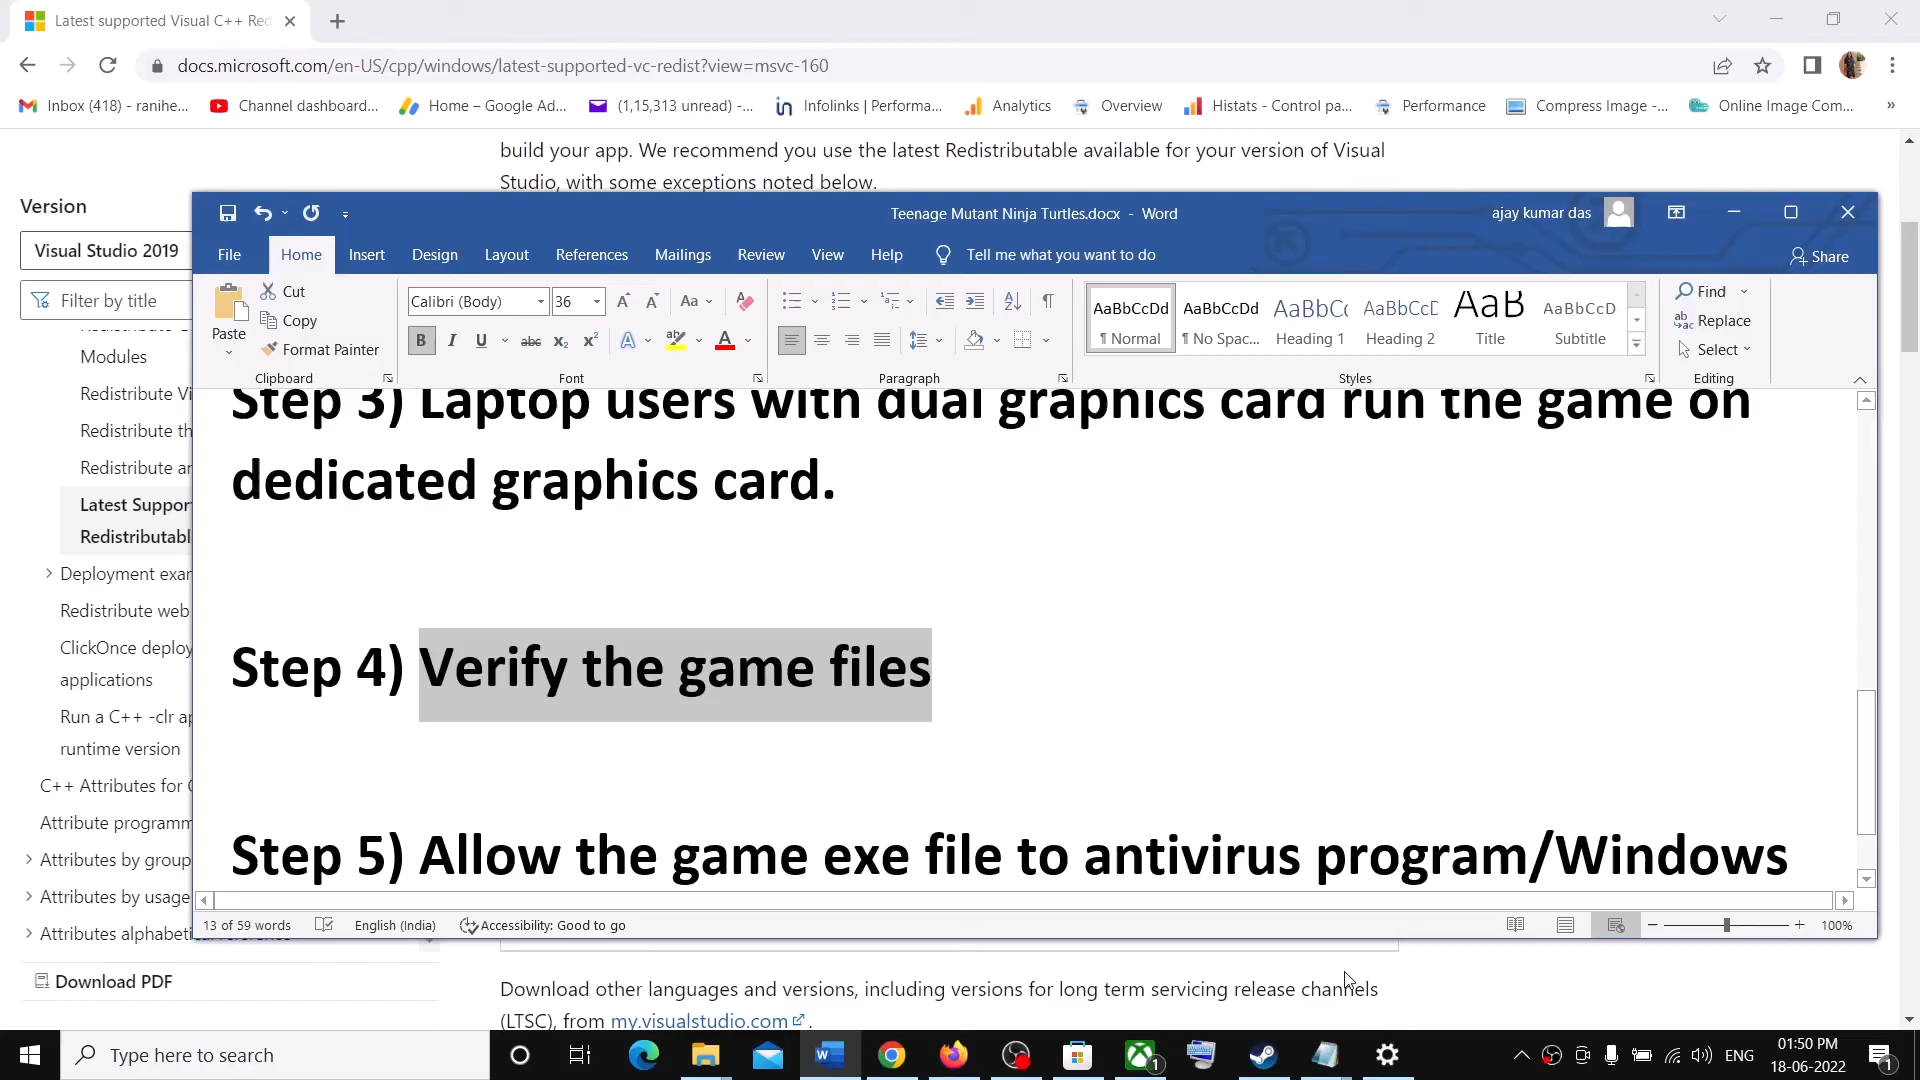 Latest supported Visual C++ Red
docs.microsoft.com/en-US/cpp/windows/latest-supported-vc-redist?view=msvc-160
Inbox (418) - ranihe...
Channel dashboard...
Home – Google Ad...
(1,15,313 unread) -...
Infolinks | Performa...
Analytics
Overview
Histats - Control pa...
Performance
Compress Image -...
Online Image Com...
»
build your app. We recommend you use the latest Redistributable available for your version of Visual
Studio, with some exceptions noted below.
Version
Visual Studio 2019
Filter by title
Modules
Redistribute Vi
Redistribute th
Redistribute ar
Latest Suppor
Redistributabl
Deployment exar
Redistribute web
ClickOnce deploy
applications
Run a C++ -clr ap
runtime version
C++ Attributes for C
Attribute programm
Attributes by group
Attributes by usage
Attributes alphabeti
Download PDF
Teenage Mutant Ninja Turtles.docx - Word
ajay kumar das
File
Home
Insert
Design
Layout
References
Mailings
Review
View
Help
Tell me what you want to do
Share
Paste
Cut
Copy
Format Painter
Clipboard
Calibri (Body)
36
Font
Paragraph
AaBbCcDd
¶ Normal
AaBbCcDd
¶ No Spac...
AaBbCc
Heading 1
AaBbCcC
Heading 2
AaB
Title
AaBbCcD
Subtitle
Styles
Find
Replace
Select
Editing
Step 3) Laptop users with dual graphics card run the game on
dedicated graphics card.
Step 4) Verify the game files
Step 5) Allow the game exe file to antivirus program/Windows
13 of 59 words
English (India)
Accessibility: Good to go
100%
Download other languages and versions, including versions for long term servicing release channels
(LTSC), from my.visualstudio.com .
Type here to search
1
ENG
01:50 PM
18-06-2022
1